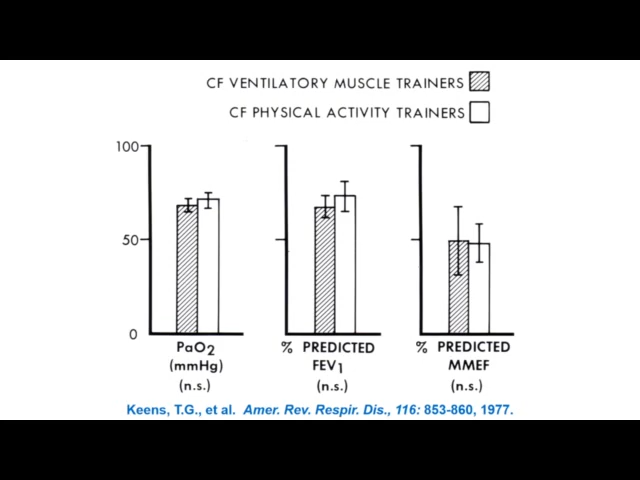 CF VENTILATORY MUSCLE TRAINERS
CF PHYSICAL ACTIVITY TRAINERS
100
50
0
PaO2
(mmHg)
(n.s.)
% PREDICTED
FEV1
(n.s.)
% PREDICTED
MMEF
(n.s.)
Keens, T.G., et al. Amer. Rev. Respir. Dis., 116: 853-860, 1977.